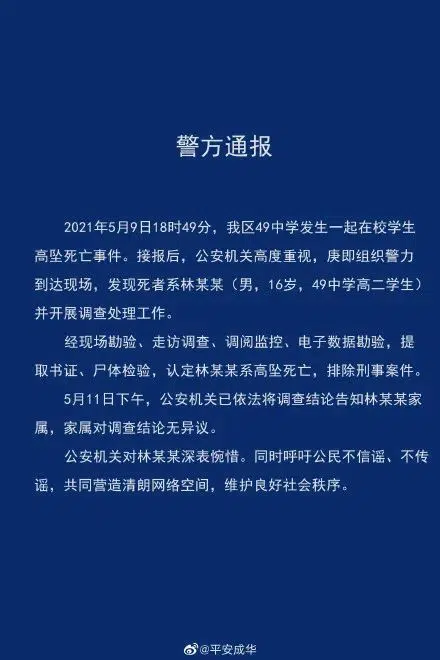 警方通报
2021年5月9日18时49分，我区49中学发生一起在校学生
高坠死亡事件。接报后，公安机关高度重视，庚即组织警力
到达现场，发现死者系林某某（男，16岁，49中学高二学生）
并开展调查处理工作。
经现场勘验、走访调查、调阅监控、电子数据勘验，提
取书证、尸体检验，认定林某某系高坠死亡，排除刑事案件。
5月11日下午，公安机关已依法将调查结论告知林某某家
属，家属对调查结论无异议。
公安机关对林某某深表惋惜。同时呼吁公民不信谣、不传
谣，共同营造清朗网络空间，维护良好社会秩序。
@平安成华